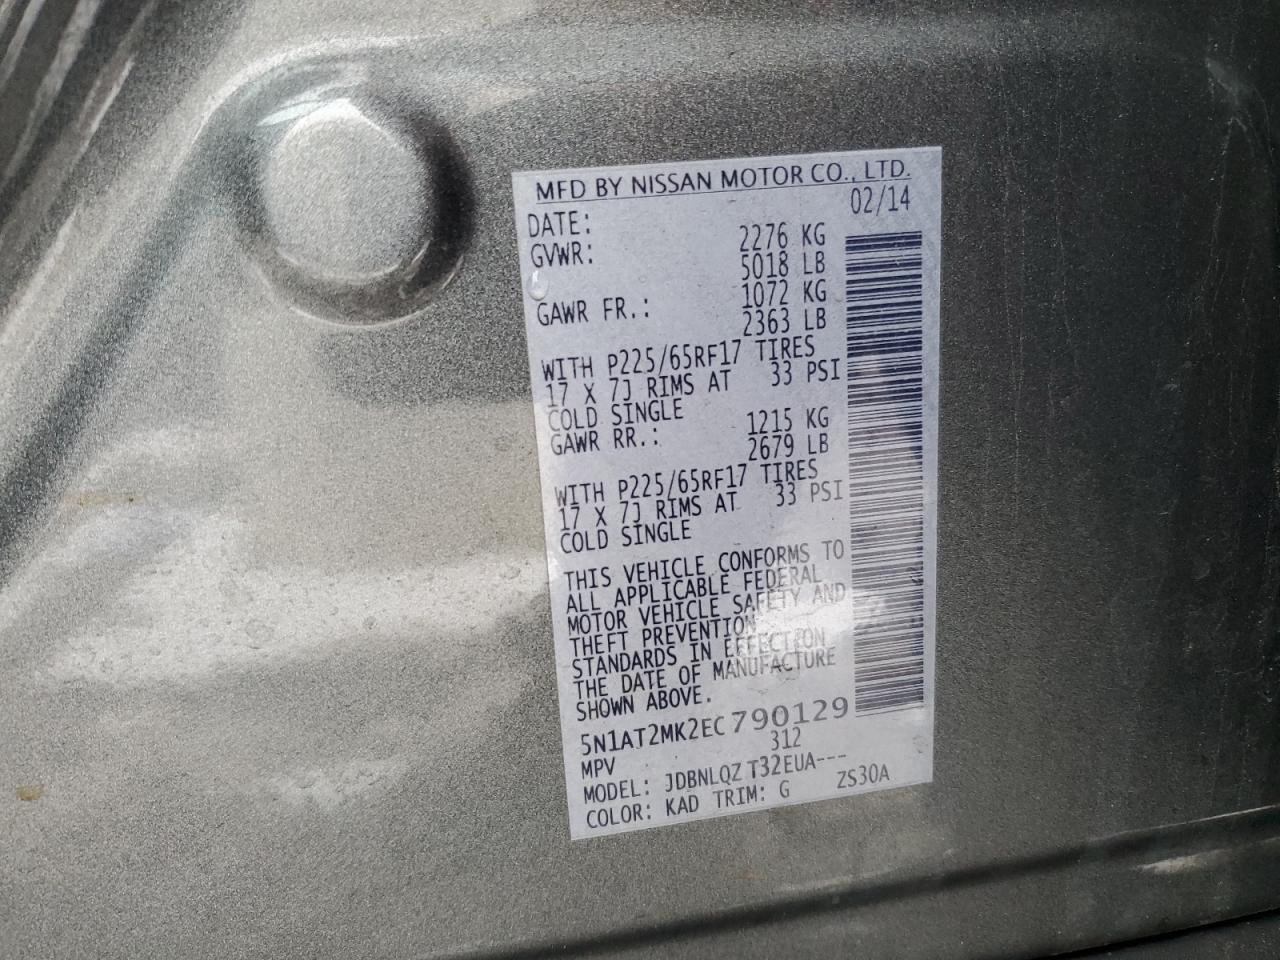 MFD BY NISSAN MOTOR CO., LTD.
DATE: 02/14
GVWR: 2276 KG
5018 LB
GAWR FR.: 1072 KG
2363 LB
WITH P225/65RF17 TIRES
17 X 7J RIMS AT 33 PSI
COLD SINGLE
GAWR RR.: 1215 KG
2679 LB
WITH P225/65RF17 TIRES
17 X 7J RIMS AT 33 PSI
COLD SINGLE
THIS VEHICLE CONFORMS TO
ALL APPLICABLE FEDERAL
MOTOR VEHICLE SAFETY AND
THEFT PREVENTION
STANDARDS IN EFFECT ON
THE DATE OF MANUFACTURE
SHOWN ABOVE.
5N1AT2MK2EC790129
MPV 312
MODEL: JDBNLQZ T32EUA---
COLOR: KAD TRIM: G ZS30A